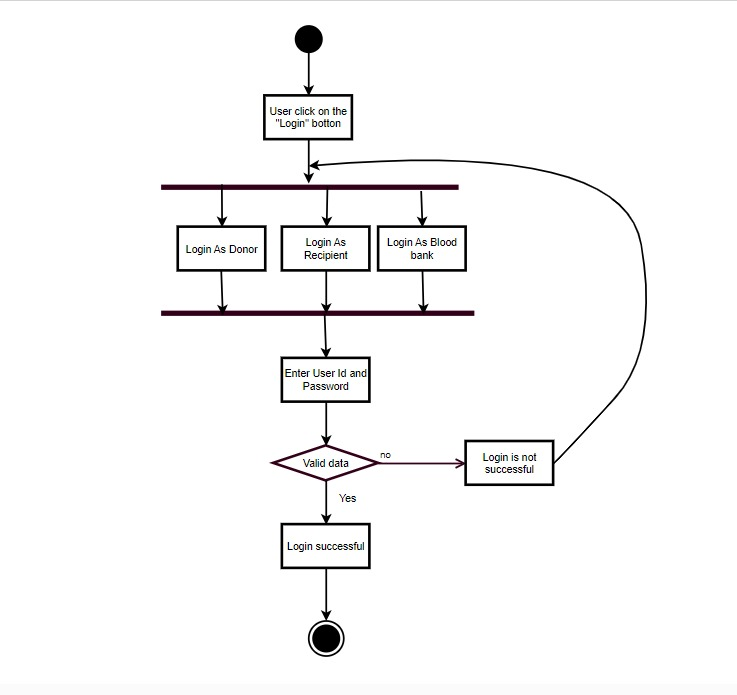 User click on the
"Login" botton
Login As Donor
Login As
Recipient
Login As Blood
bank
Enter User Id and
Password
Valid data
no
Login is not
successful
Yes
Login successful